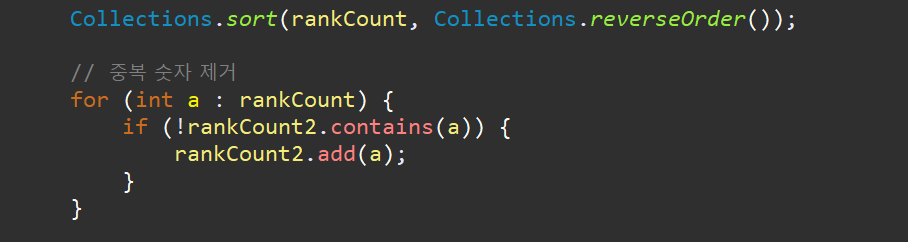 Collections.sort(rankCount, Collections.reverseOrder());
// 중복 숫자 제거
for (int a : rankCount) {
if (!rankCount2.contains(a)) {
rankCount2.add(a);
}
}